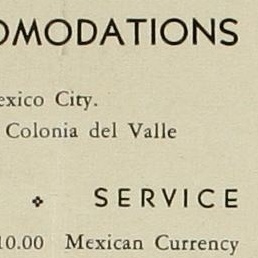 OMODATIONS
exico City.
Colonia del Valle
❖ SERVICE
10.00 Mexican Currency